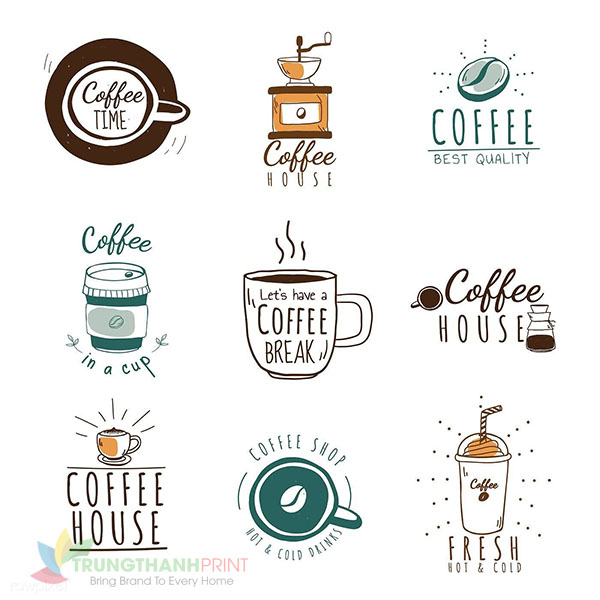 Coffee
TIME
Coffee
HOUSE
COFFEE
BEST QUALITY
Coffee
in a cup
Let's have a
COFFEE
BREAK
Coffee
HOUSE
COFFEE
HOUSE
COFFEE SHOP
HOT & COLD DRINKS
Coffee
FRESH
HOT & COLD
TRUNGTHANHPRINT
Bring Brand To Every Home
rawpixel